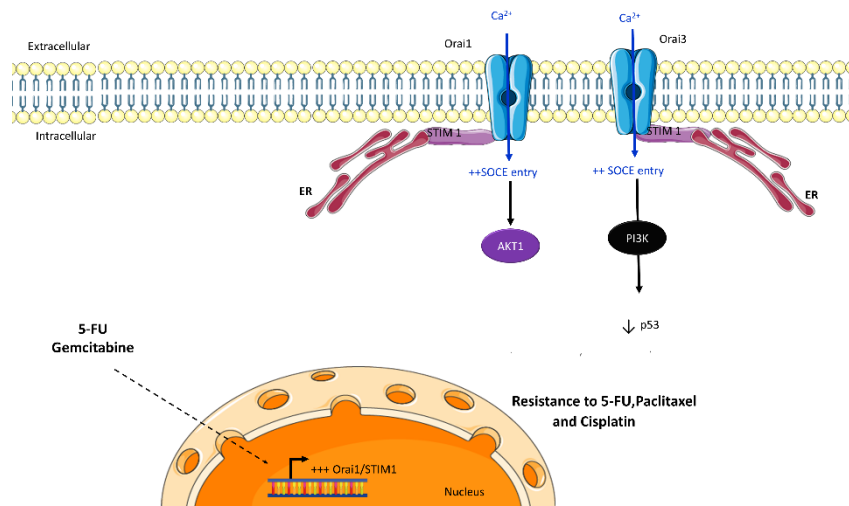 Ca2+
Ca2+
Orai1
Orai3
Extracellular
Intracellular
STIM 1
STIM 1
ER
++SOCE entry
++ SOCE entry
ER
AKT1
PI3K
↓ p53
5-FU
Gemcitabine
Resistance to 5-FU,Paclitaxel
and Cisplatin
+++ Orai1/STIM1
Nucleus